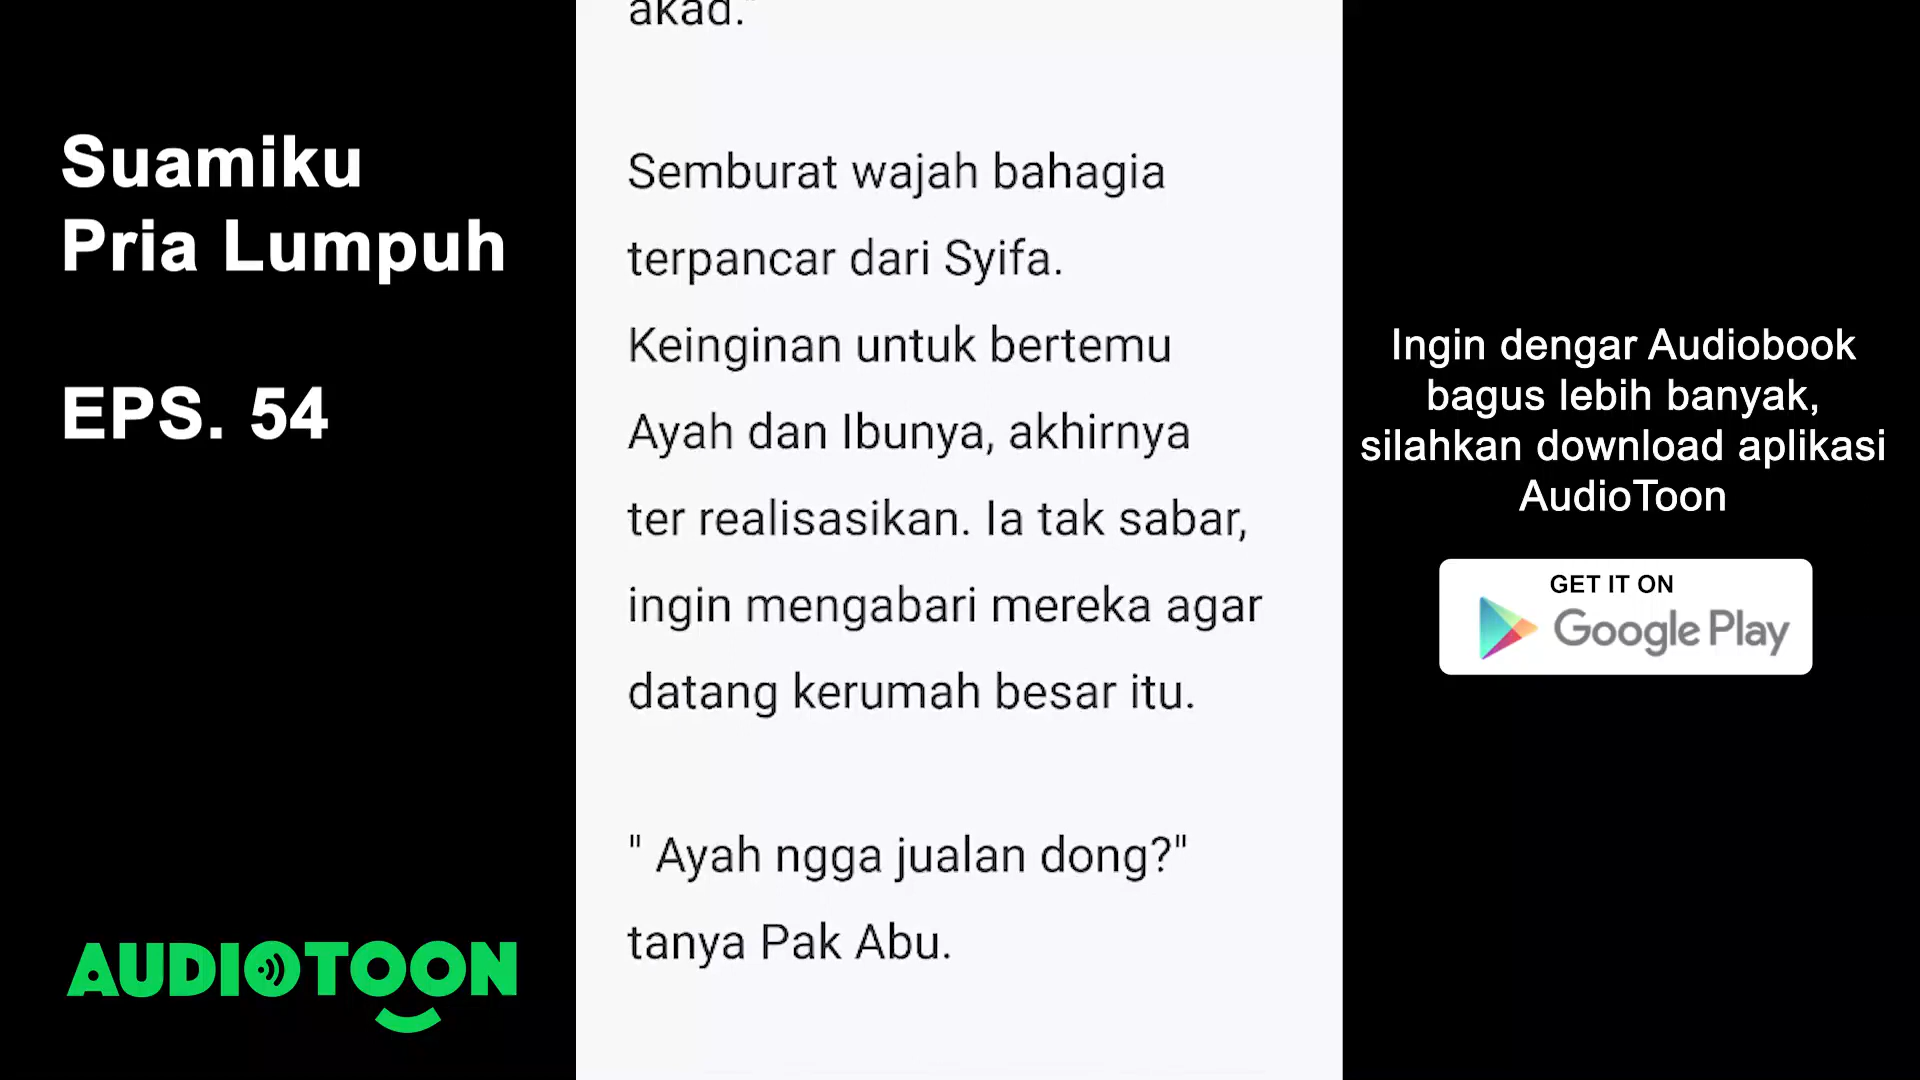 Suamiku
Pria Lumpuh
EPS. 54
AUDIOTOON
akad."
Semburat wajah bahagia
terpancar dari Syifa.
Keinginan untuk bertemu
Ayah dan Ibunya, akhirnya
ter realisasikan. Ia tak sabar,
ingin mengabari mereka agar
datang kerumah besar itu.
" Ayah ngga jualan dong?"
tanya Pak Abu.
Ingin dengar Audiobook
bagus lebih banyak,
silahkan download aplikasi
AudioToon
GET IT ON
Google Play